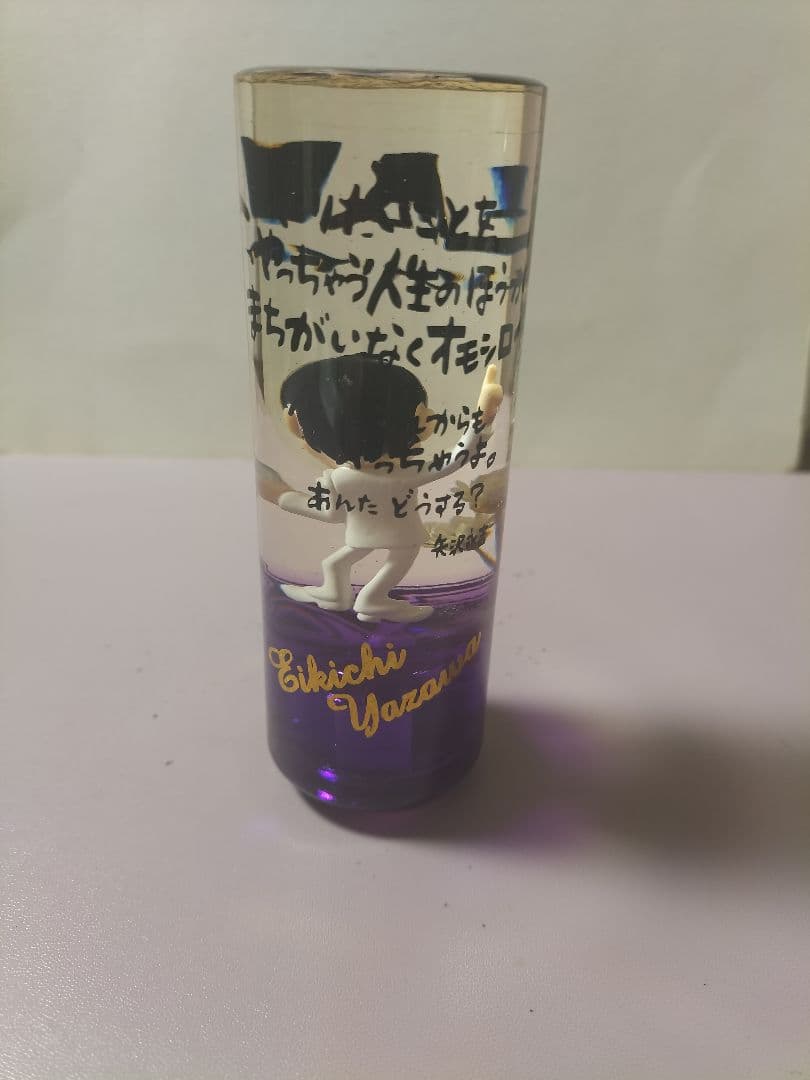 やっちゃう人生のほうが
まちがいなくオモシロイ
からも
っちゃうよ。
あんた どうする?
矢沢永吉
Eikichi
Yazawa